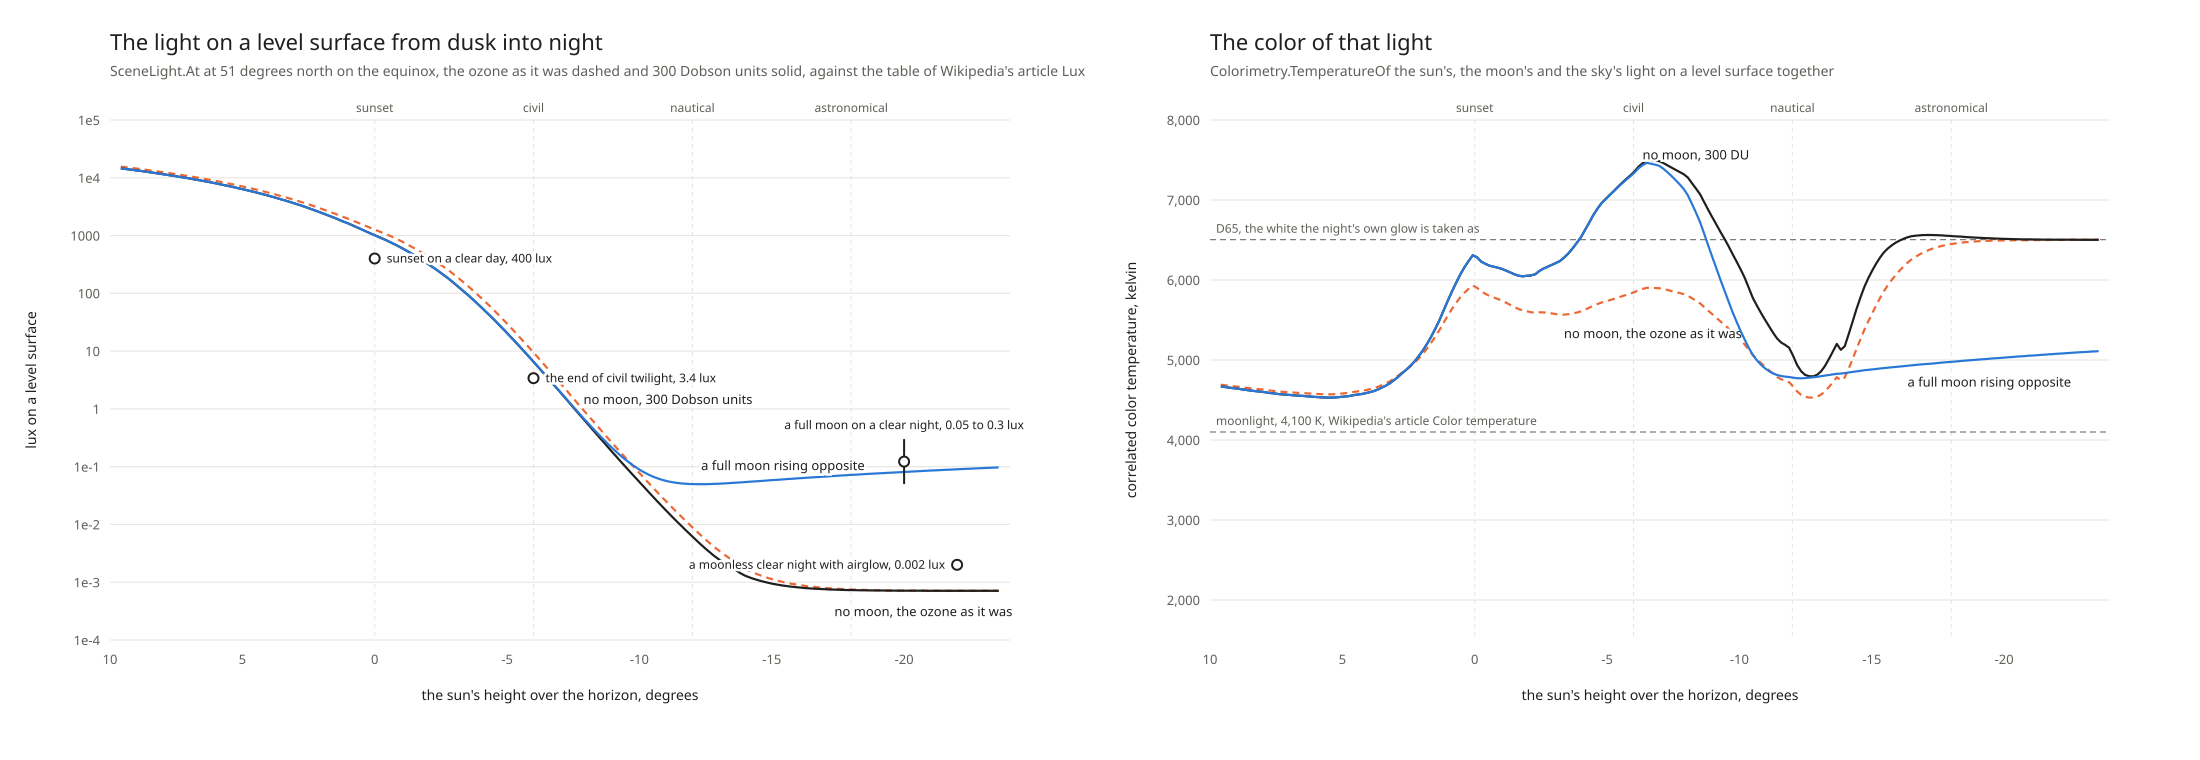 The light on a level surface from dusk into night
SceneLight.At at 51 degrees north on the equinox, the ozone as it was dashed and 300 Dobson units solid, against the table of Wikipedia's article Lux
sunset civil nautical astronomical
1e5
1e4
1000
100
10
1
1e-1
1e-2
1e-3
1e-4
lux on a level surface
sunset on a clear day, 400 lux
the end of civil twilight, 3.4 lux
no moon, 300 Dobson units
a full moon on a clear night, 0.05 to 0.3 lux
a full moon rising opposite
a moonless clear night with airglow, 0.002 lux
no moon, the ozone as it was
10 5 0 -5 -10 -15 -20
the sun's height over the horizon, degrees
The color of that light
Colorimetry.TemperatureOf the sun's, the moon's and the sky's light on a level surface together
sunset civil nautical astronomical
8,000
7,000
6,000
5,000
4,000
3,000
2,000
correlated color temperature, kelvin
no moon, 300 DU
D65, the white the night's own glow is taken as
no moon, the ozone as it was
a full moon rising opposite
moonlight, 4,100 K, Wikipedia's article Color temperature
10 5 0 -5 -10 -15 -20
the sun's height over the horizon, degrees